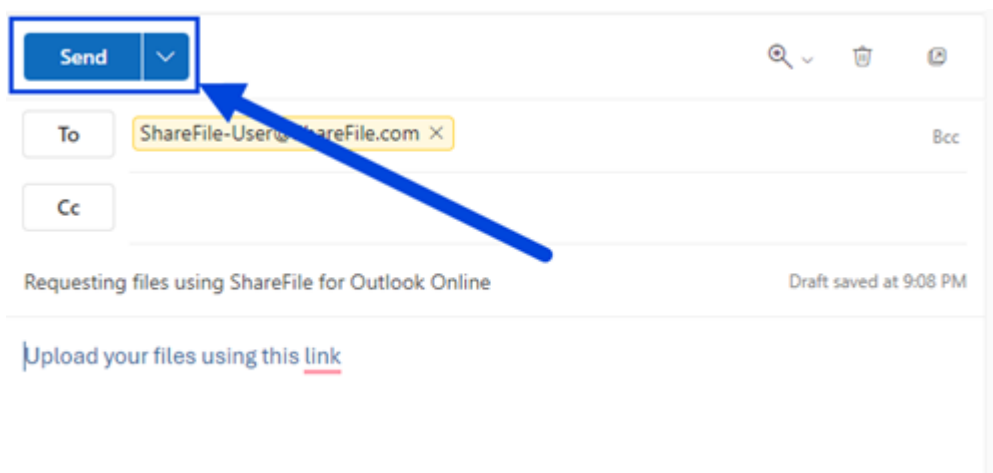 Send
To
ShareFile-User@ShareFile.com
Bcc
Cc
Requesting files using ShareFile for Outlook Online
Draft saved at 9:08 PM
Upload your files using this link